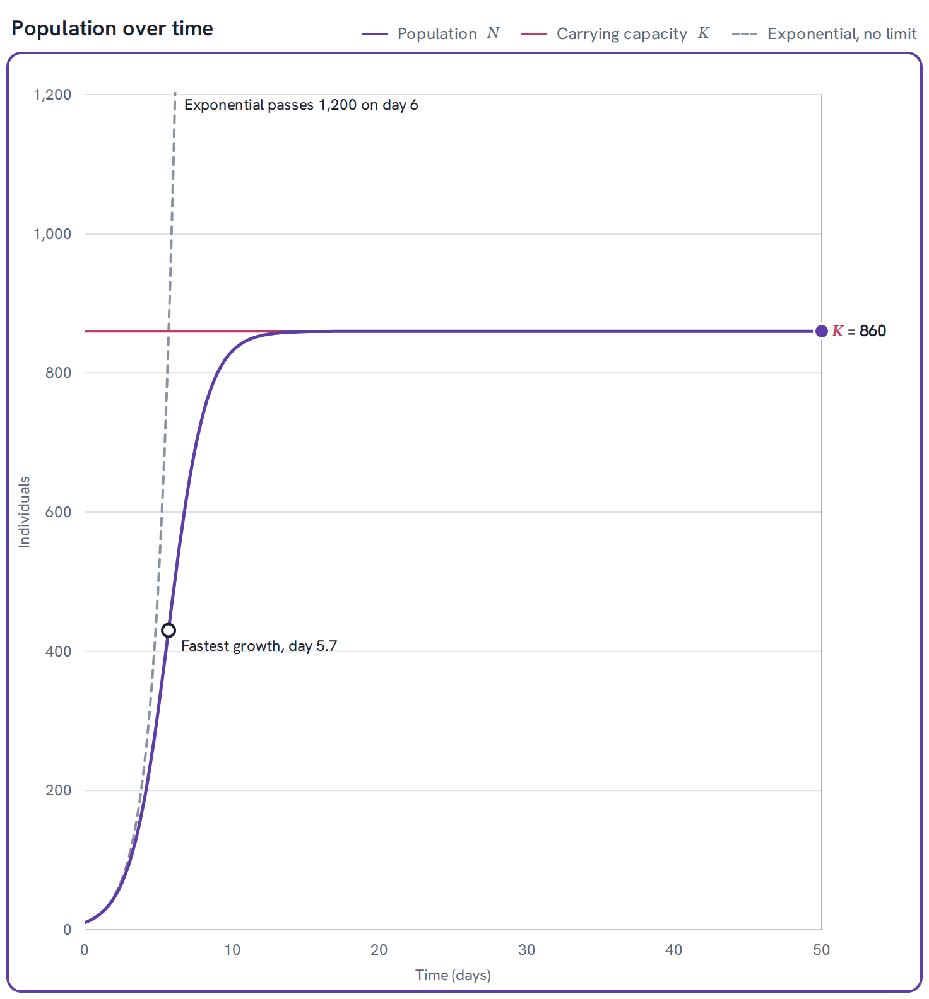 Population over time
Population N Carrying capacity K Exponential, no limit
1,200
Exponential passes 1,200 on day 6
1,000
K = 860
800
600
Individuals
Fastest growth, day 5.7
400
200
0
0 10 20 30 40 50
Time (days)